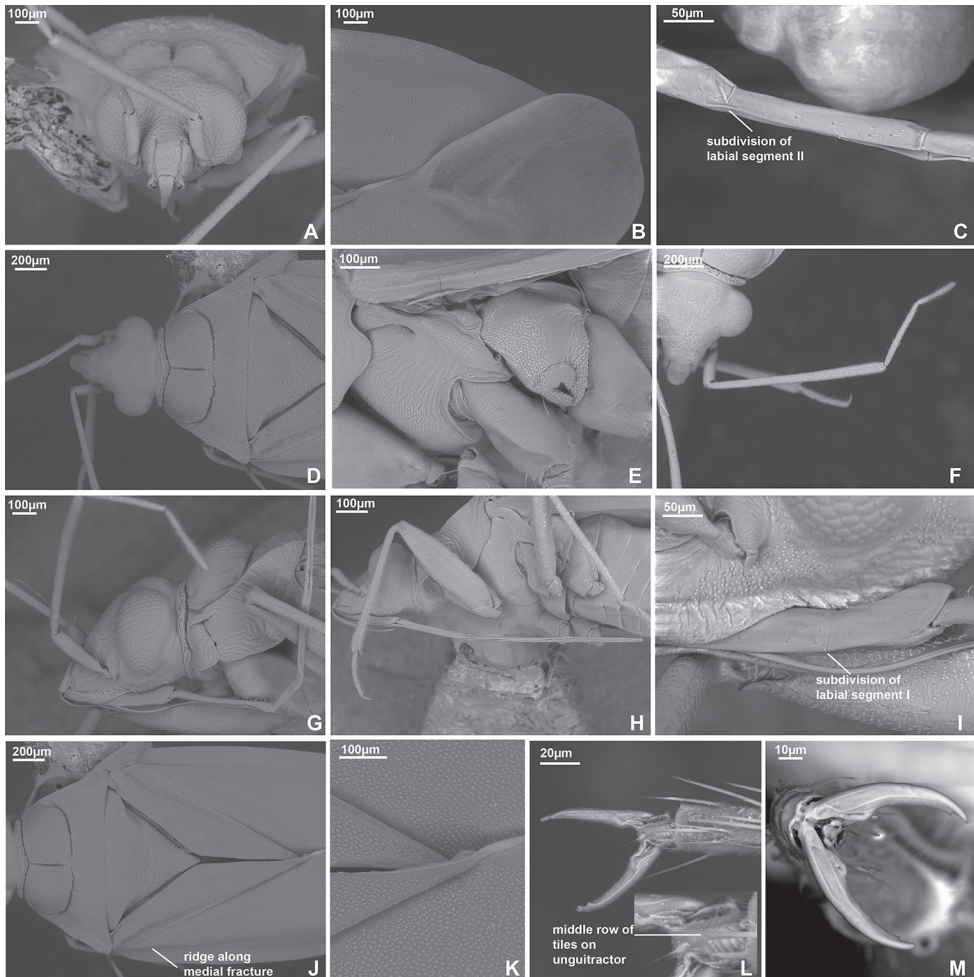 100µm
A
100µm
B
50µm
subdivision of
labial segment II
C
200µm
D
100µm
E
200µm
F
100µm
G
100µm
H
50µm
subdivision of
labial segment I
I
200µm
ridge along
medial fracture
J
100µm
K
20µm
middle row of
tiles on
unguitractor
L
10µm
M